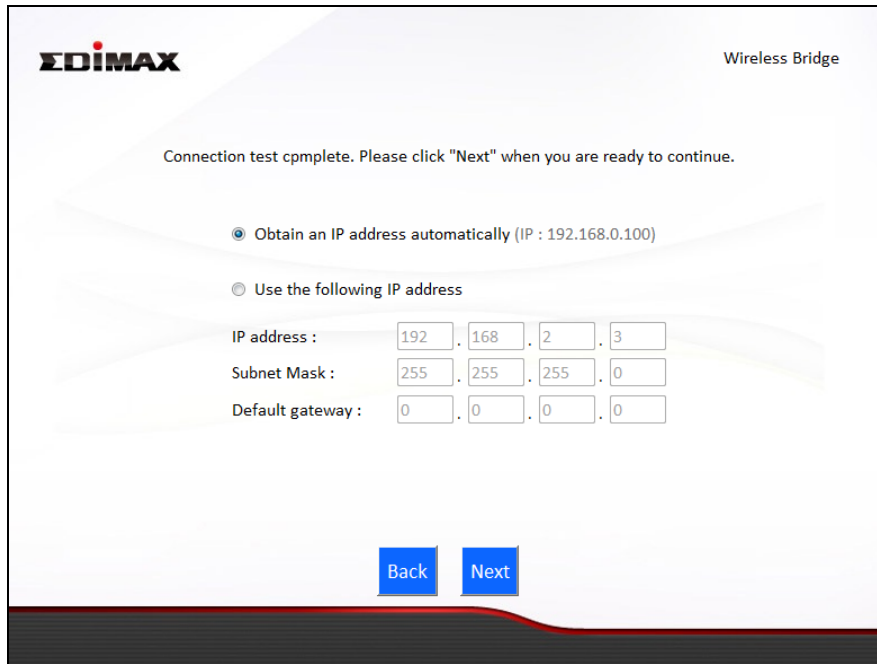 EDIMAX
Wireless Bridge
Connection test cpmplete. Please click "Next" when you are ready to continue.
Obtain an IP address automatically (IP : 192.168.0.100)
Use the following IP address
IP address : 192 . 168 . 2 . 3
Subnet Mask : 255 . 255 . 255 . 0
Default gateway : 0 . 0 . 0 . 0
Back Next